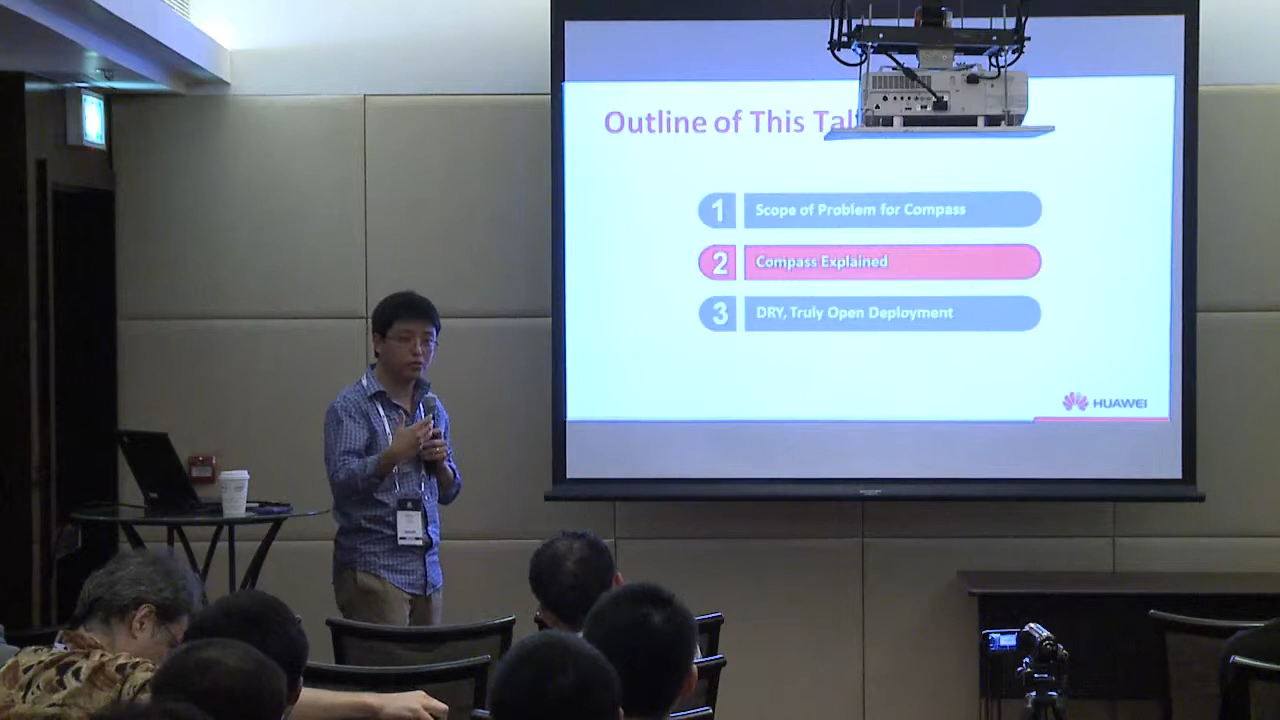 Outline of This Tal
1 Scope of Problem for Compass
2 Compass Explained
3 DRY, Truly Open Deployment
HUAWEI